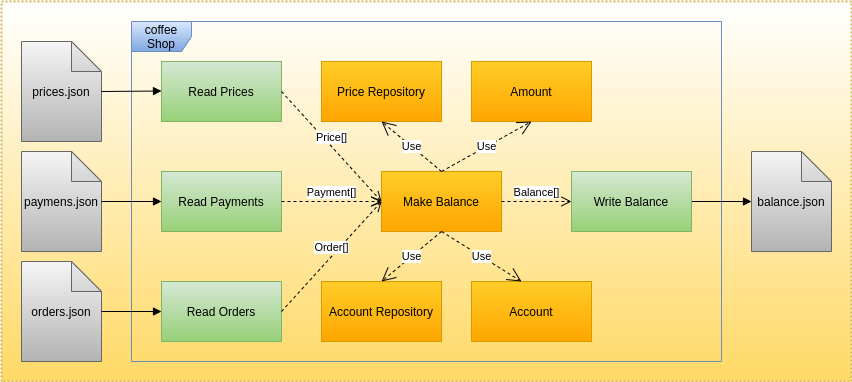 coffee
Shop
prices.json
Read Prices
Price Repository
Amount
Price[]
Use
Use
paymens.json
Read Payments
Payment[]
Make Balance
Balance[]
Write Balance
balance.json
Order[]
Use
Use
orders.json
Read Orders
Account Repository
Account